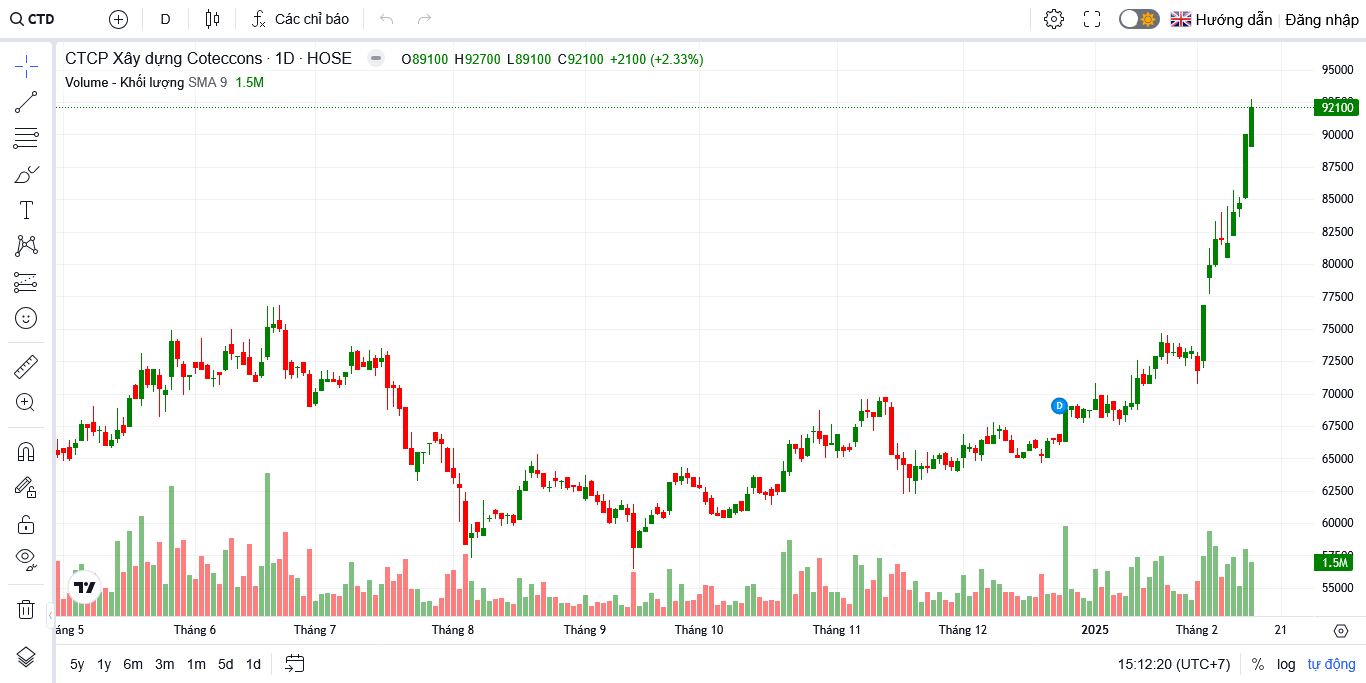 CTD
D
Các chỉ báo
Hướng dẫn
Đăng nhập
CTCP Xây dựng Coteccons · 1D · HOSE
O89100 H92700 L89100 C92100 +2100 (+2.33%)
Volume - Khối lượng SMA 9 1.5M
95000
92100
90000
87500
85000
82500
80000
77500
75000
72500
70000
D
67500
65000
62500
60000
1.5M
55000
áng 5
Tháng 6
Tháng 7
Tháng 8
Tháng 9
Tháng 10
Tháng 11
Tháng 12
2025
Tháng 2
21
5y 1y 6m 3m 1m 5d 1d
15:12:20 (UTC+7)
%
log
tự động